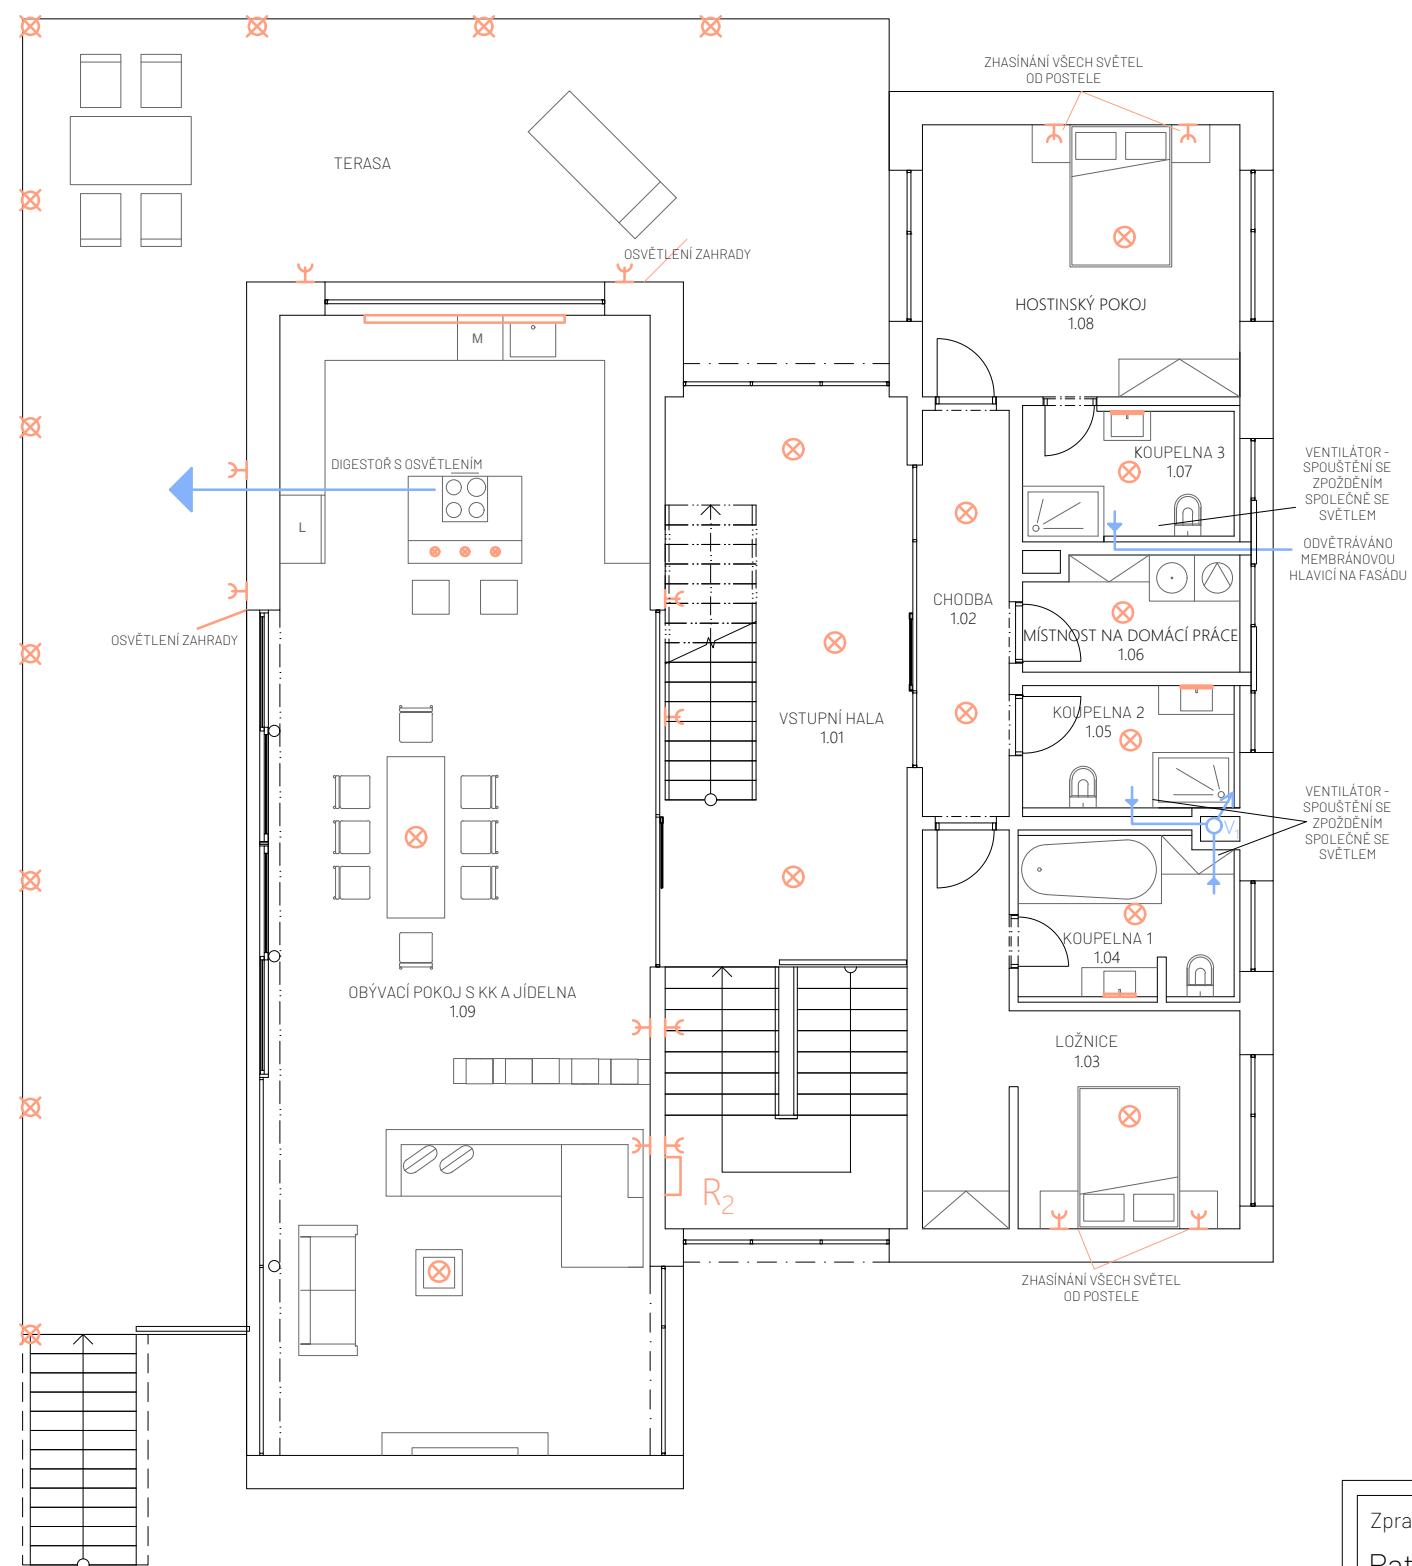 ZHASÍNÁNÍ VŠECH SVĚTEL
OD POSTELE
TERASA
OSVĚTLENÍ ZAHRADY
HOSTINSKÝ POKOJ
1.08
M
DIGESTOŘ S OSVĚTLENÍM
L
KOUPELNA 3
1.07
VENTILÁTOR -
SPOUŠTĚNÍ SE
ZPOŽDĚNÍM
SPOLEČNĚ SE
SVĚTLEM
ODVĚTRÁVÁNO
MEMBRÁNOVOU
HLAVICÍ NA FASÁDU
CHODBA
1.02
MÍSTNOST NA DOMÁCÍ PRÁCE
1.06
OSVĚTLENÍ ZAHRADY
KOUPELNA 2
1.05
VSTUPNÍ HALA
1.01
VENTILÁTOR -
SPOUŠTĚNÍ SE
ZPOŽDĚNÍM
SPOLEČNĚ SE
SVĚTLEM
V1
KOUPELNA 1
1.04
OBÝVACÍ POKOJ S KK A JÍDELNA
1.09
LOŽNICE
1.03
R2
ZHASÍNÁNÍ VŠECH SVĚTEL
OD POSTELE
Zpra